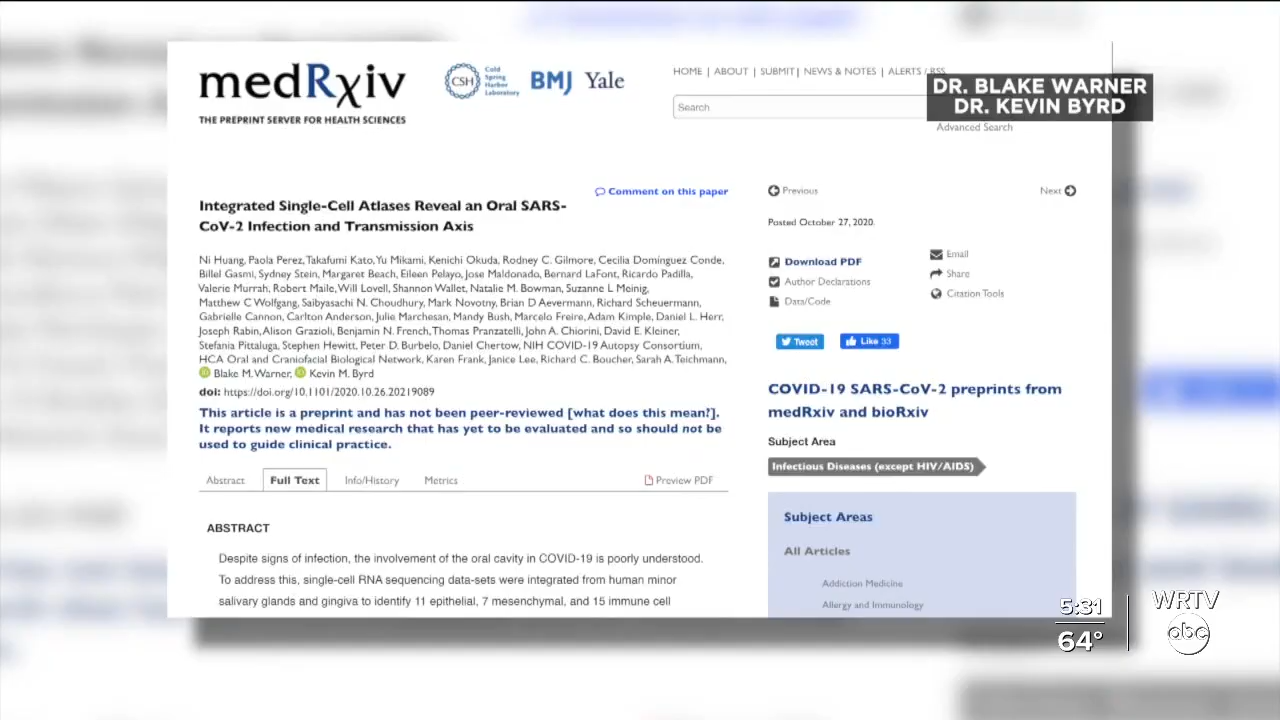 medRxiv
THE PREPRINT SERVER FOR HEALTH SCIENCES
CSH
Cold
Spring
Harbor
Laboratory
BMJ
Yale
HOME | ABOUT | SUBMIT | NEWS & NOTES | ALERTS / RSS
Search
Advanced Search
DR. BLAKE WARNER
DR. KEVIN BYRD
Comment on this paper
Integrated Single-Cell Atlases Reveal an Oral SARS-
CoV-2 Infection and Transmission Axis
Ni Huang, Paola Perez, Takafumi Kato, Yu Mikami, Kenichi Okuda, Rodney C. Gilmore, Cecilia Domínguez Conde,
Billel Gasmi, Sydney Stein, Margaret Beach, Eileen Pelayo, Jose Maldonado, Bernard LaFont, Ricardo Padilla,
Valerie Murrah, Robert Maile, Will Lovell, Shannon Wallet, Natalie M. Bowman, Suzanne L Meinig,
Matthew C Wolfgang, Saibyasachi N. Choudhury, Mark Novotny, Brian D Aevermann, Richard Scheuermann,
Gabrielle Cannon, Carlton Anderson, Julie Marchesan, Mandy Bush, Marcelo Freire, Adam Kimple, Daniel L. Herr,
Joseph Rabin, Alison Grazioli, Benjamin N. French, Thomas Pranzatelli, John A. Chiorini, David E. Kleiner,
Stefania Pittaluga, Stephen Hewitt, Peter D. Burbelo, Daniel Chertow, NIH COVID-19 Autopsy Consortium,
HCA Oral and Craniofacial Biological Network, Karen Frank, Janice Lee, Richard C. Boucher, Sarah A. Teichmann,
Blake M. Warner, Kevin M. Byrd
doi: https://doi.org/10.1101/2020.10.26.20219089
This article is a preprint and has not been peer-reviewed [what does this mean?].
It reports new medical research that has yet to be evaluated and so should not be
used to guide clinical practice.
Abstract Full Text Info/History Metrics Preview PDF
ABSTRACT
Despite signs of infection, the involvement of the oral cavity in COVID-19 is poorly understood.
To address this, single-cell RNA sequencing data-sets were integrated from human minor
salivary glands and gingiva to identify 11 epithelial, 7 mesenchymal, and 15 immune cell
Previous
Next
Posted October 27, 2020.
Download PDF
Author Declarations
Data/Code
Email
Share
Citation Tools
Tweet
Like 33
COVID-19 SARS-CoV-2 preprints from
medRxiv and bioRxiv
Subject Area
Infectious Diseases (except HIV/AIDS)
Subject Areas
All Articles
Addiction Medicine
Allergy and Immunology
5:31
64°
WRTV
abc